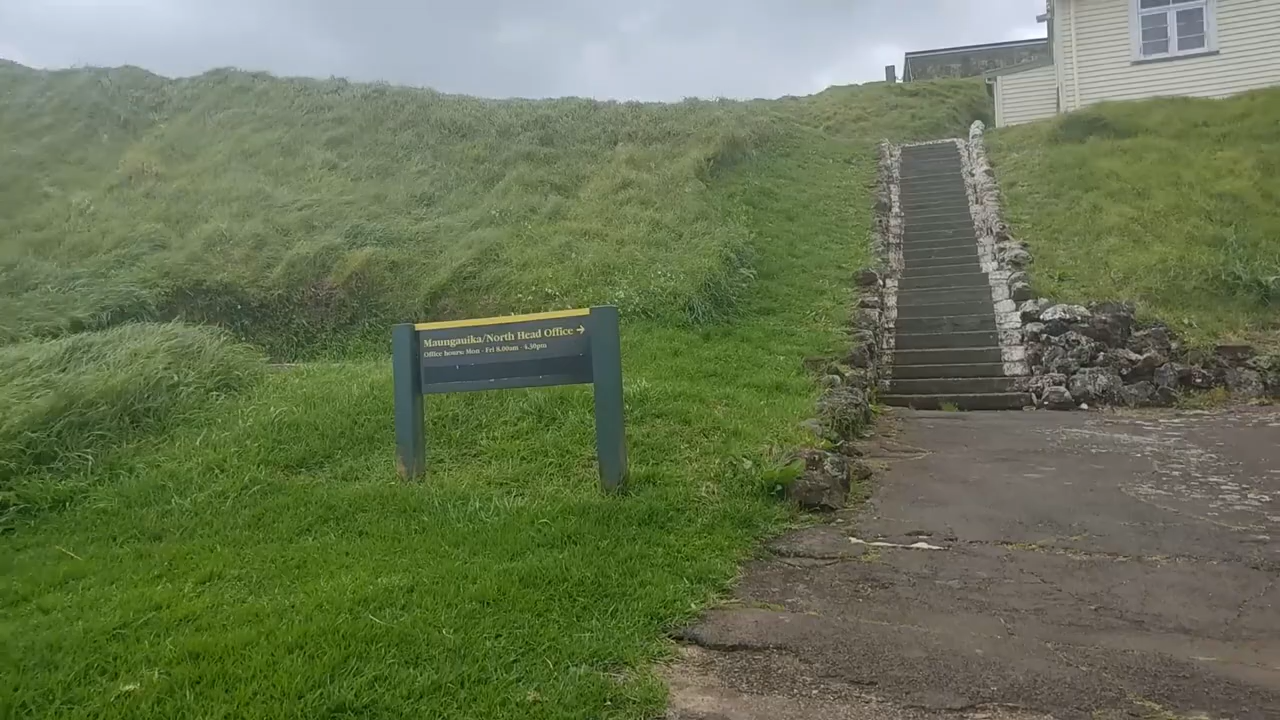 Maungauika/North Head Office →
Office hours: Mon - Fri 8.00am - 4.30pm